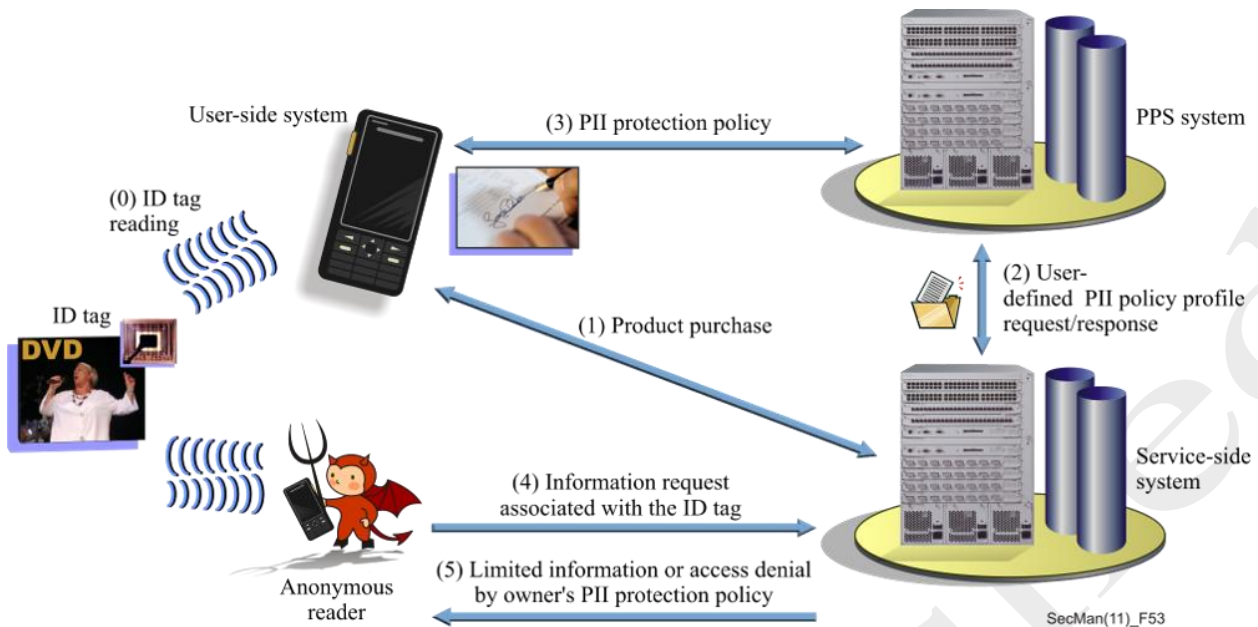 User-side system
(3) PII protection policy
PPS system
(0) ID tag
reading
ID tag
DVD
(1) Product purchase
(2) User-
defined PII policy profile
request/response
Service-side
system
(4) Information request
associated with the ID tag
Anonymous
reader
(5) Limited information or access denial
by owner's PII protection policy
SecMan(11)_F53